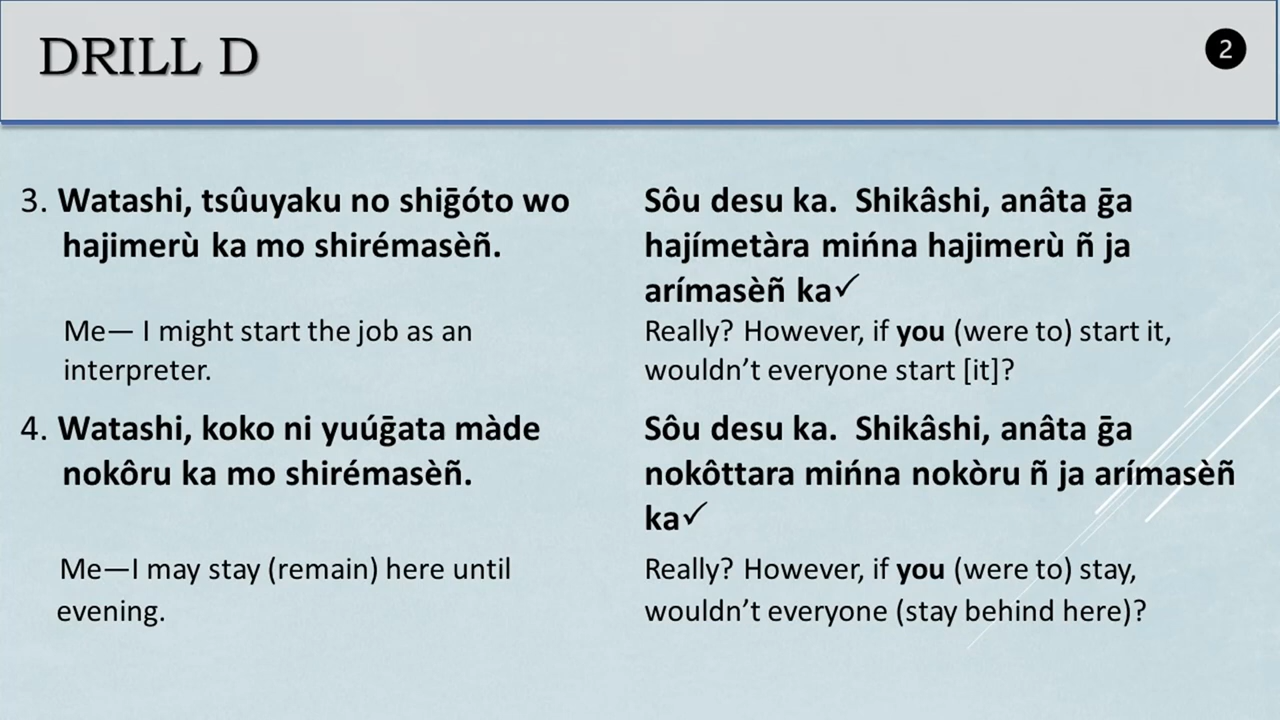 DRILL D
2
3. Watashi, tsûuyaku no shiḡóto wo
hajimerù ka mo shirémasèñ.
Me— I might start the job as an
interpreter.
Sôu desu ka.  Shikâshi, anâta ḡa
hajímetàra mińna hajimerù ñ ja
arímasèñ ka✓
Really? However, if you (were to) start it,
wouldn’t everyone start [it]?
4. Watashi, koko ni yuúḡata màde
nokôru ka mo shirémasèñ.
Me—I may stay (remain) here until
evening.
Sôu desu ka.  Shikâshi, anâta ḡa
nokôttara mińna nokòru ñ ja arímasèñ
ka✓
Really? However, if you (were to) stay,
wouldn’t everyone (stay behind here)?